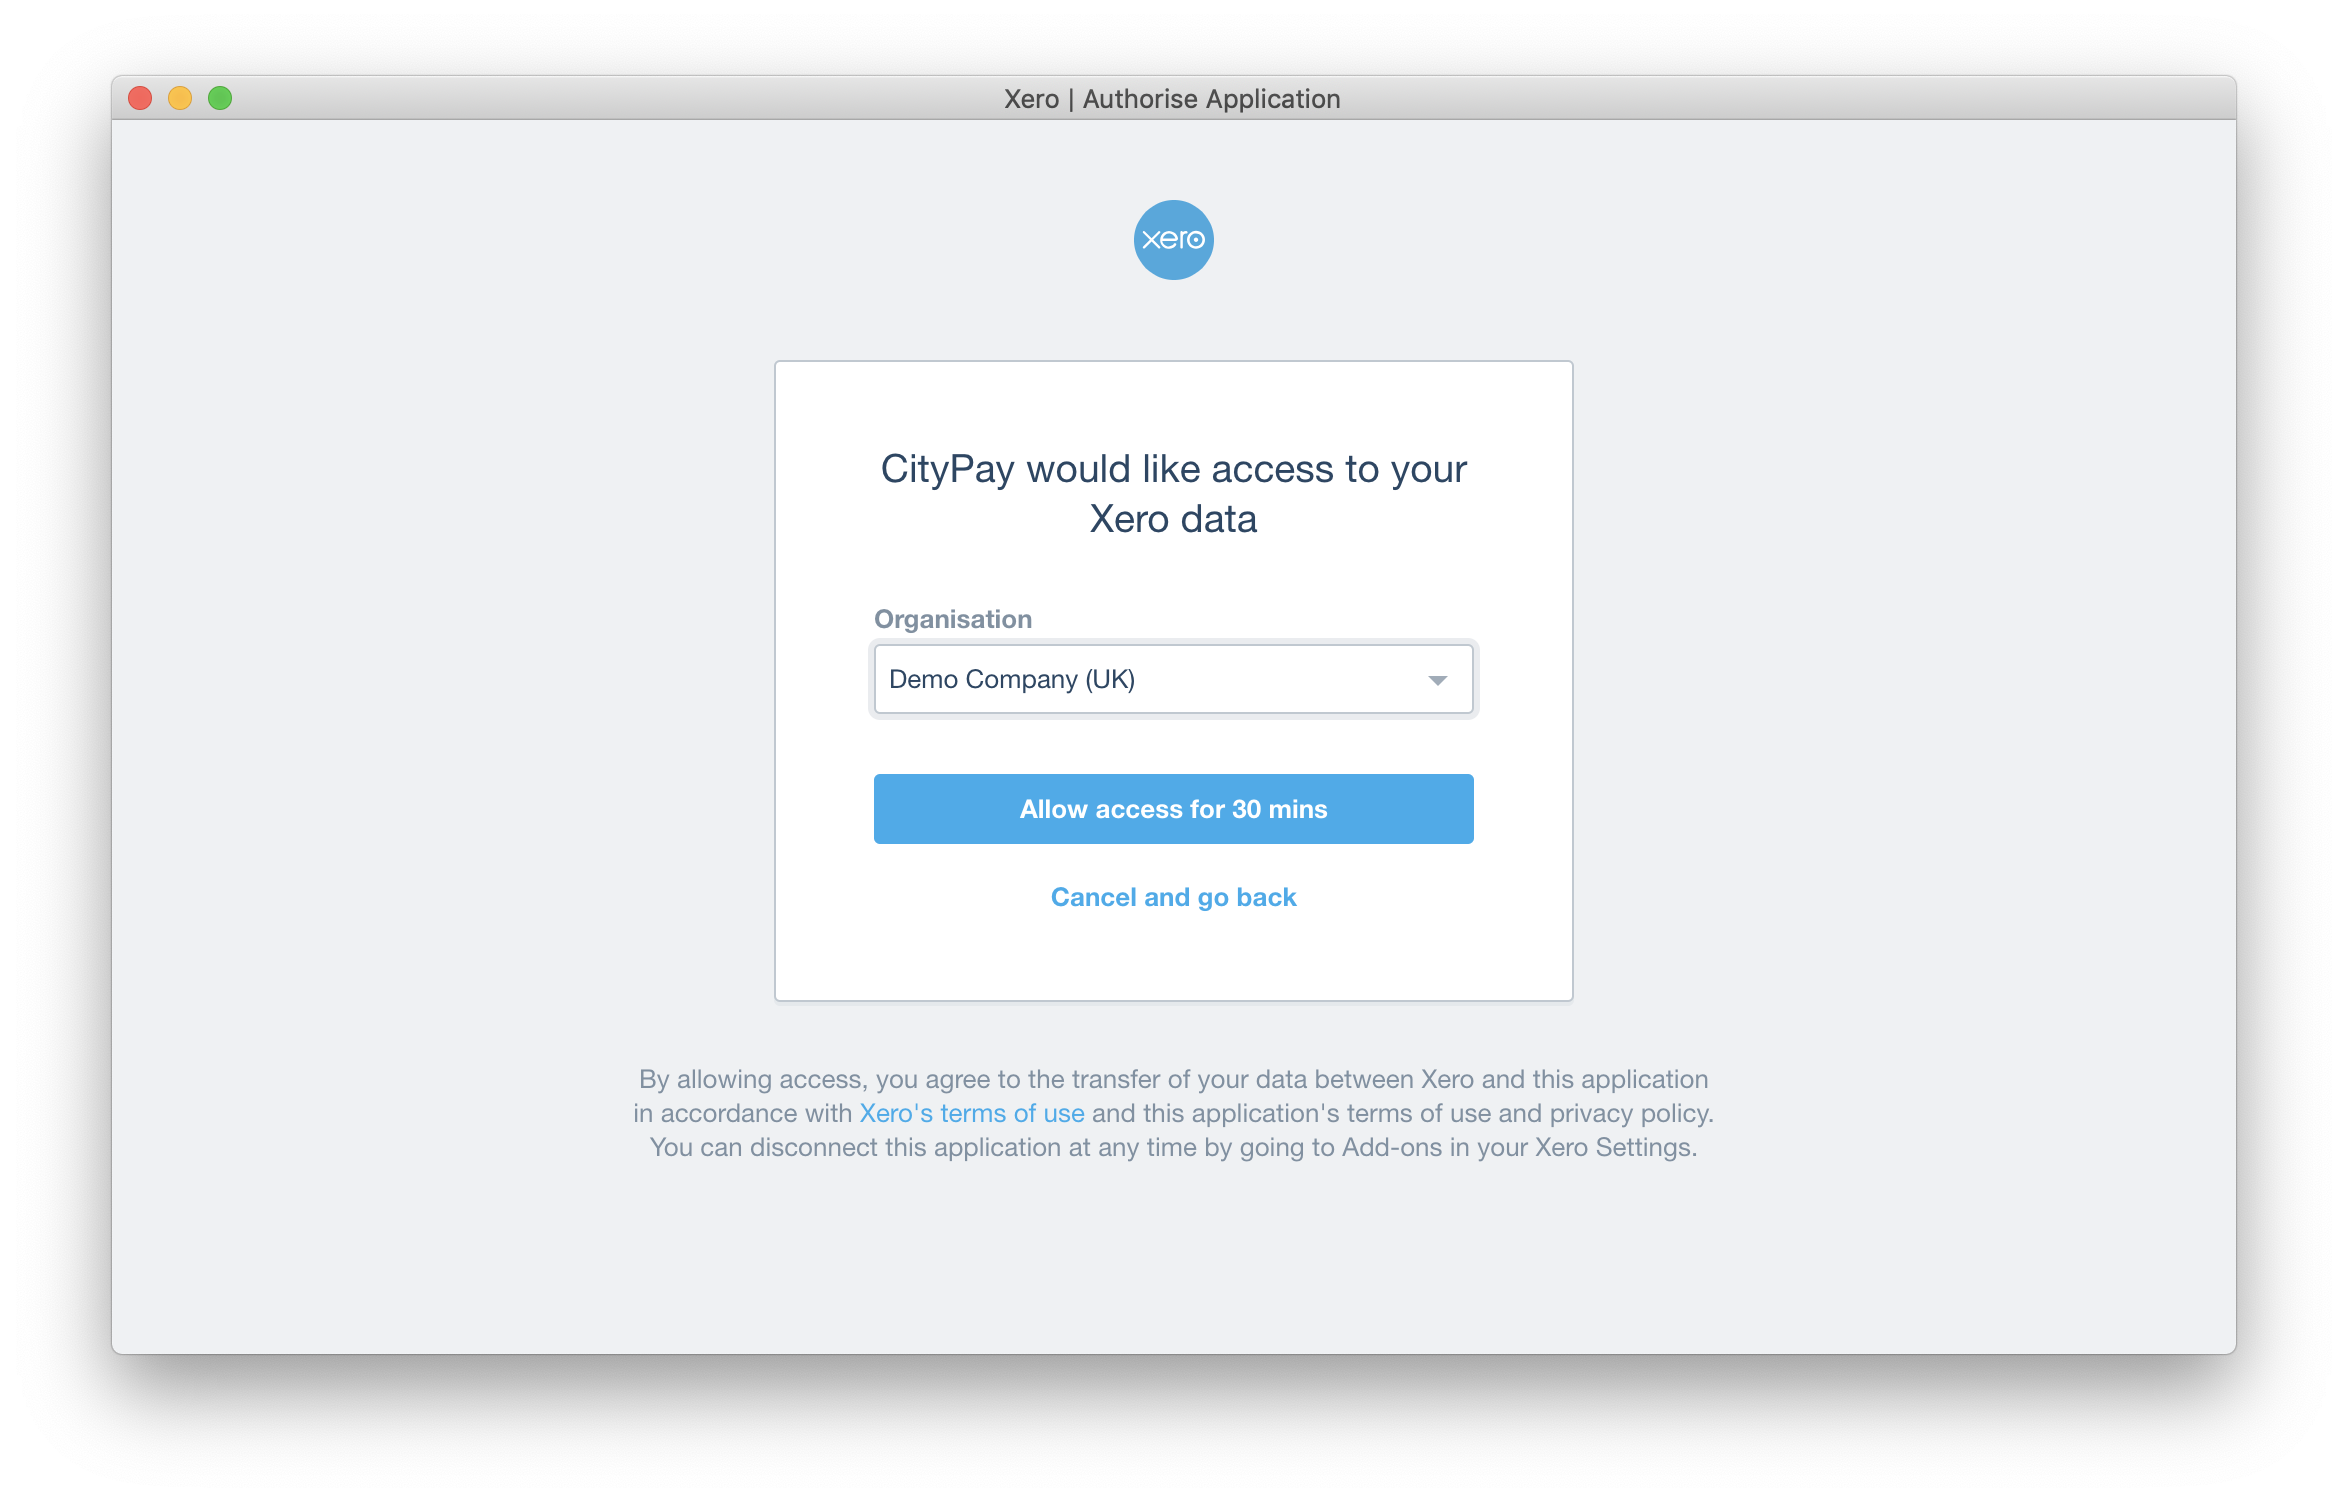 Xero | Authorise Application
xero
CityPay would like access to your
Xero data
Organisation
Demo Company (UK)
Allow access for 30 mins
Cancel and go back
By allowing access, you agree to the transfer of your data between Xero and this application
in accordance with Xero's terms of use and this application's terms of use and privacy policy.
You can disconnect this application at any time by going to Add-ons in your Xero Settings.